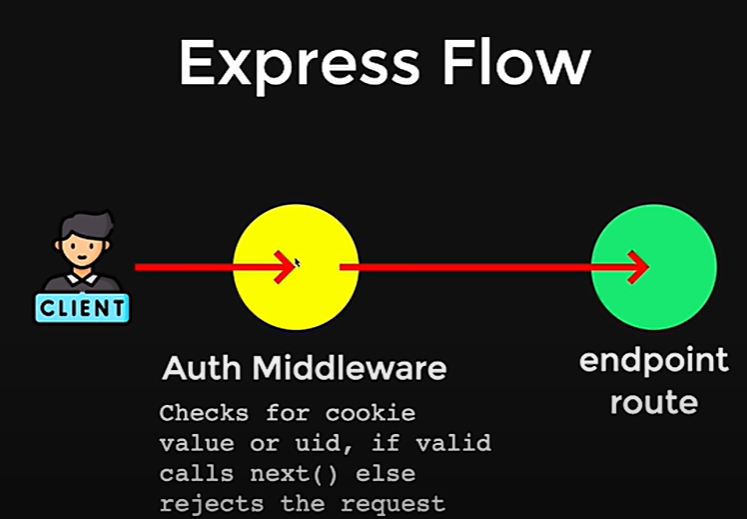 Express Flow
CLIENT
Auth Middleware
Checks for cookie
value or uid, if valid
calls next() else
rejects the request
endpoint
route